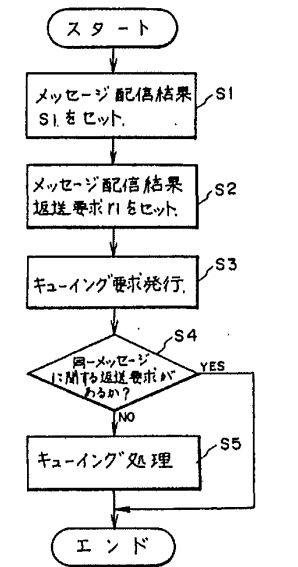 スタート
メッセージ配信結果
S1.をセット.
S1
メッセージ配信結果
返送要求r1をセット.
S2
キューイング要求発行.
S3
同一メッセージ
に関する返送要求が
あるか?
S4
YES
NO
キューイング処理
S5
エンド